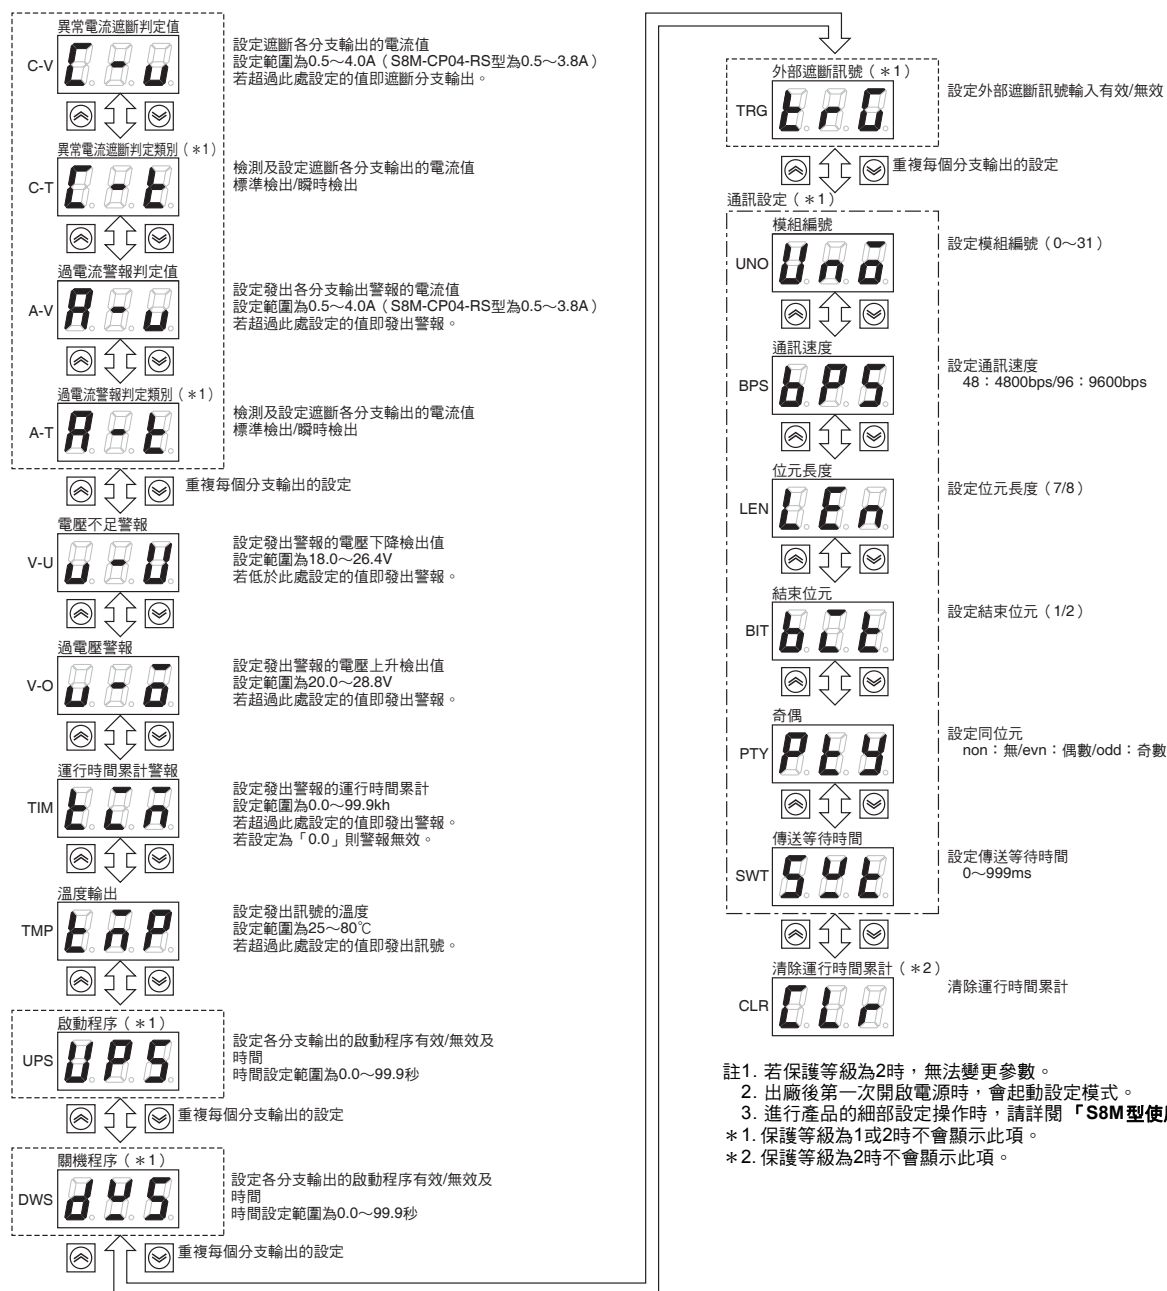 異常電流遮斷判定值
C-V
設定遮斷各分支輸出的電流值
設定範圍為0.5～4.0A（S8M-CP04-RS型為0.5～3.8A）
若超過此處設定的值即遮斷分支輸出。
異常電流遮斷判定類別（＊1）
C-T
檢測及設定遮斷各分支輸出的電流值
標準檢出/瞬時檢出
過電流警報判定值
A-V
設定發出各分支輸出警報的電流值
設定範圍為0.5～4.0A（S8M-CP04-RS型為0.5～3.8A）
若超過此處設定的值即發出警報。
過電流警報判定類別（＊1）
A-T
檢測及設定遮斷各分支輸出的電流值
標準檢出/瞬時檢出
重複每個分支輸出的設定
電壓不足警報
V-U
設定發出警報的電壓下降檢出值
設定範圍為18.0～26.4V
若低於此處設定的值即發出警報。
過電壓警報
V-O
設定發出警報的電壓上升檢出值
設定範圍為20.0～28.8V
若超過此處設定的值即發出警報。
運行時間累計警報
TIM
設定發出警報的運行時間累計
設定範圍為0.0～99.9kh
若超過此處設定的值即發出警報。
若設定為「0.0」則警報無效。
溫度輸出
TMP
設定發出訊號的溫度
設定範圍為25～80℃
若超過此處設定的值即發出訊號。
啟動程序（＊1）
UPS
設定各分支輸出的啟動程序有效/無效及
時間
時間設定範圍為0.0～99.9秒
重複每個分支輸出的設定
關機程序（＊1）
DWS
設定各分支輸出的啟動程序有效/無效及
時間
時間設定範圍為0.0～99.9秒
重複每個分支輸出的設定
外部遮斷訊號（＊1）
TRG
設定外部遮斷訊號輸入有效/無效
重複每個分支輸出的設定
通訊設定（＊1）
模組編號
UNO
設定模組編號（0～31）
通訊速度
BPS
設定通訊速度
48：4800bps/96：9600bps
位元長度
LEN
設定位元長度（7/8）
結束位元
BIT
設定結束位元（1/2）
奇偶
PTY
設定同位元
non：無/evn：偶數/odd：奇數
傳送等待時間
SWT
設定傳送等待時間
0～999ms
清除運行時間累計（＊2）
CLR
清除運行時間累計
註1. 若保護等級為2時，無法變更參數。
2. 出廠後第一次開啟電源時，會起動設定模式。
3. 進行產品的細部設定操作時，請詳閱「S8M型使
＊1. 保護等級為1或2時不會顯示此項。
＊2. 保護等級為2時不會顯示此項。